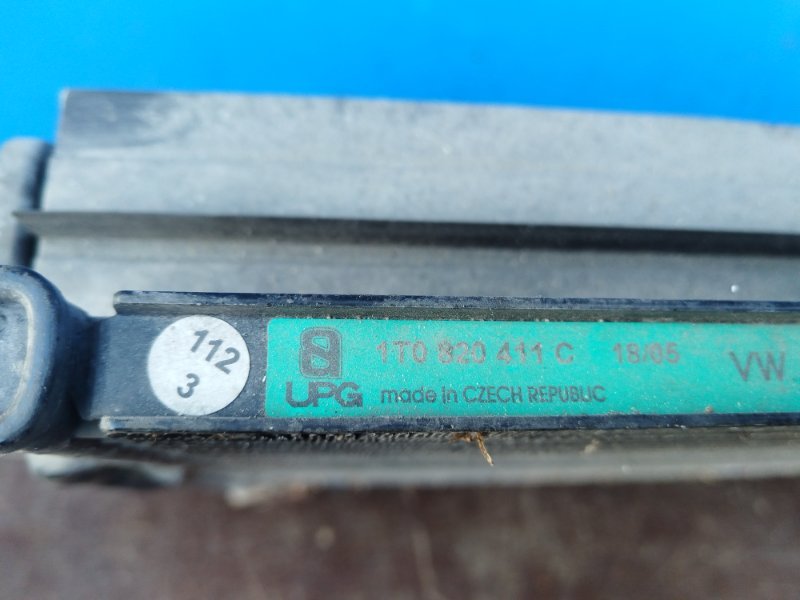 112
3
1T0 820 411 C 18/05 VW
UPG made in CZECH REPUBLIC